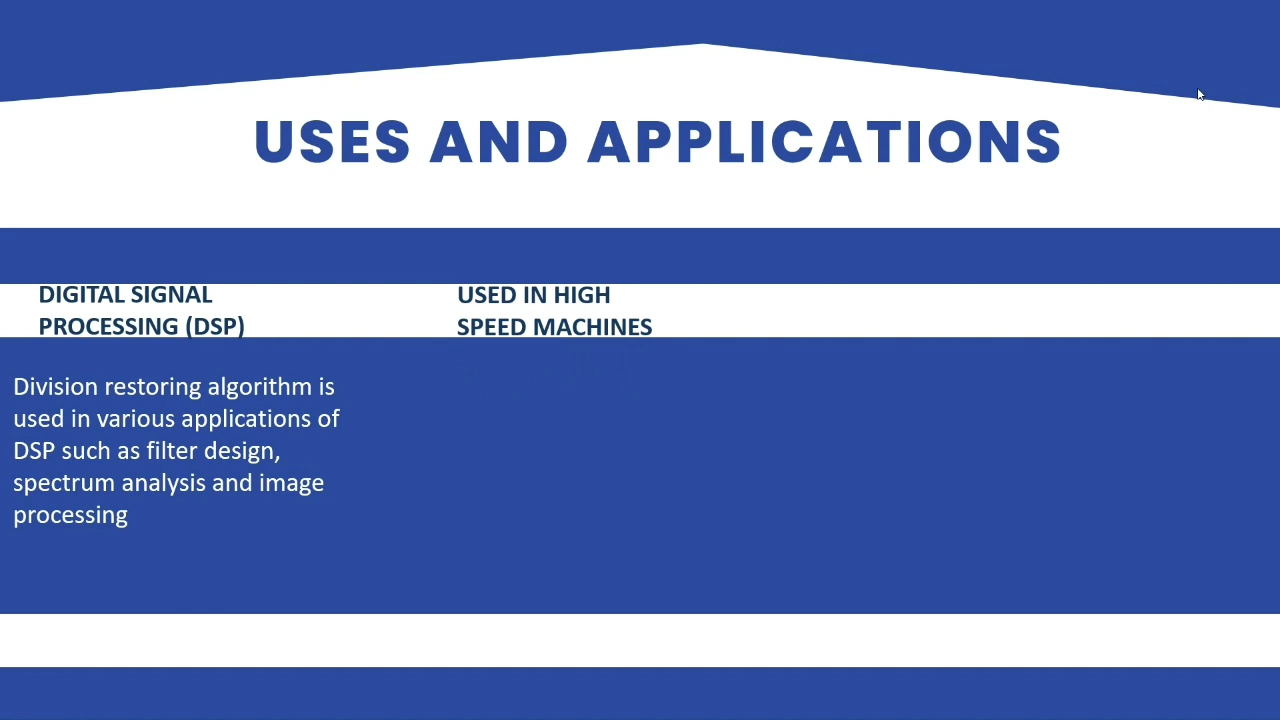 USES AND APPLICATIONS
DIGITAL SIGNAL
PROCESSING (DSP)
Division restoring algorithm is
used in various applications of
DSP such as filter design,
spectrum analysis and image
processing
USED IN HIGH
SPEED MACHINES